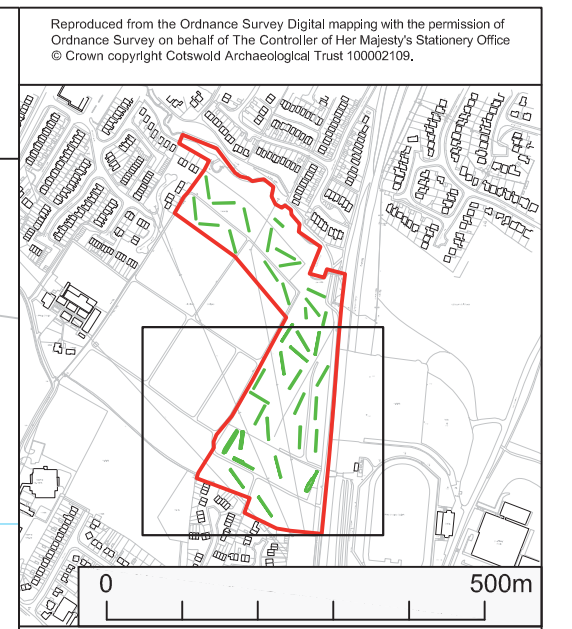 Reproduced from the Ordnance Survey Digital mapping with the permission of
Ordnance Survey on behalf of The Controller of Her Majesty's Stationery Office
© Crown copyright Cotswold Archaeological Trust 100002109.
0 500m